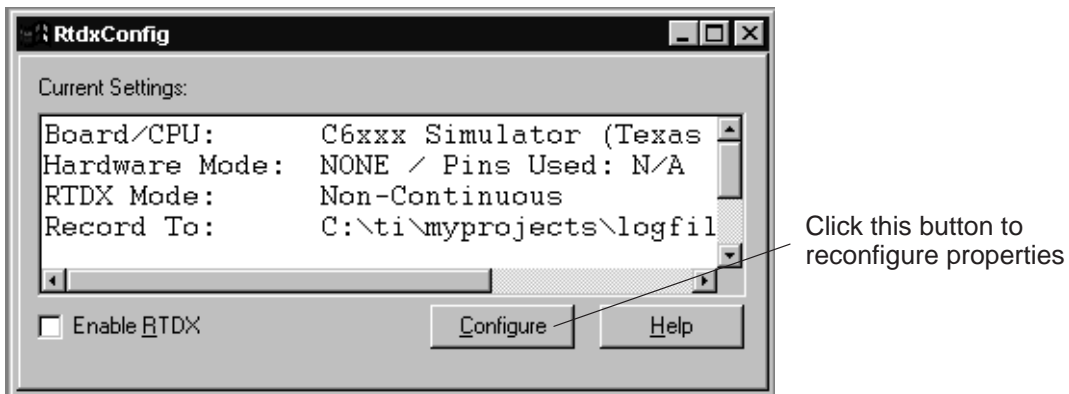 RtdxConfig
Current Settings:
Board/CPU: C6xxx Simulator (Texas
Hardware Mode: NONE / Pins Used: N/A
RTDX Mode: Non-Continuous
Record To: C:\ti\myprojects\logfil
Enable RTDX
Configure
Help
Click this button to
reconfigure properties